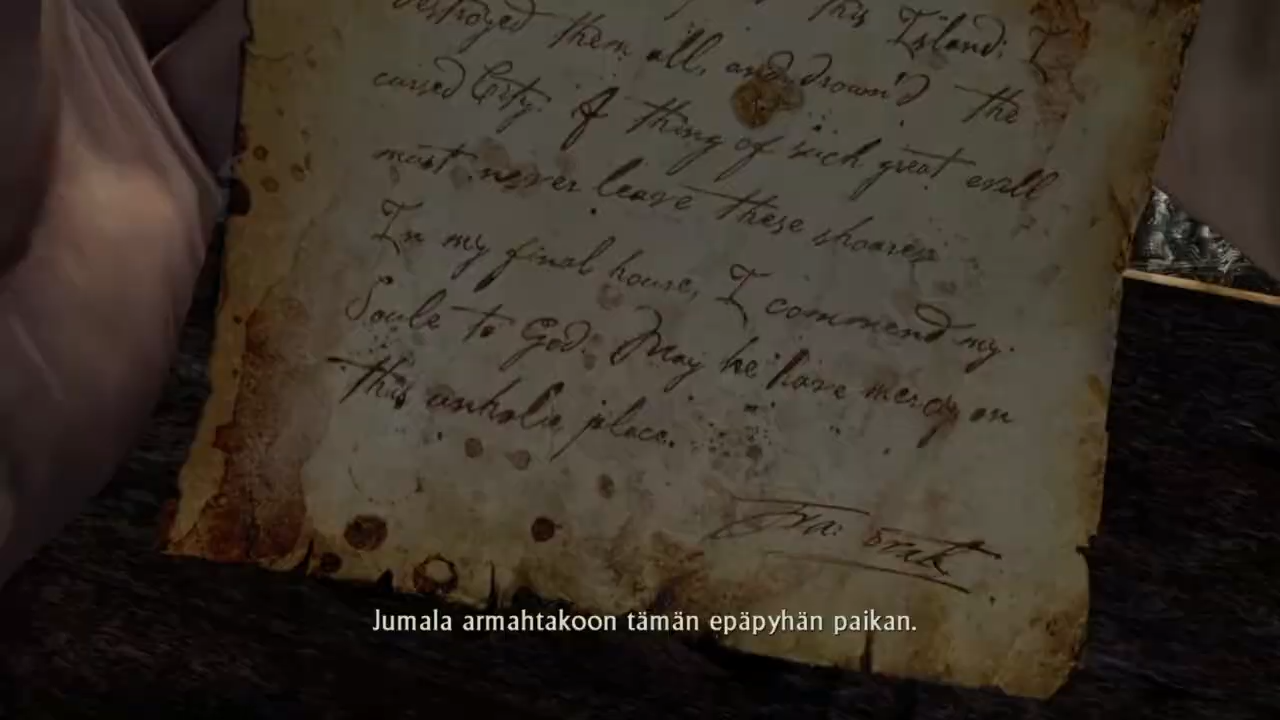 destroyed them all, and drown'd the
this Island; I
cursed City. A thing of such great evill
must never leave these shoares
In my final houre, I commend my
Soule to God. May he have mercy on
this unholie place.
Fra: Drak
Jumala armahtakoon tämän epäpyhän paikan.